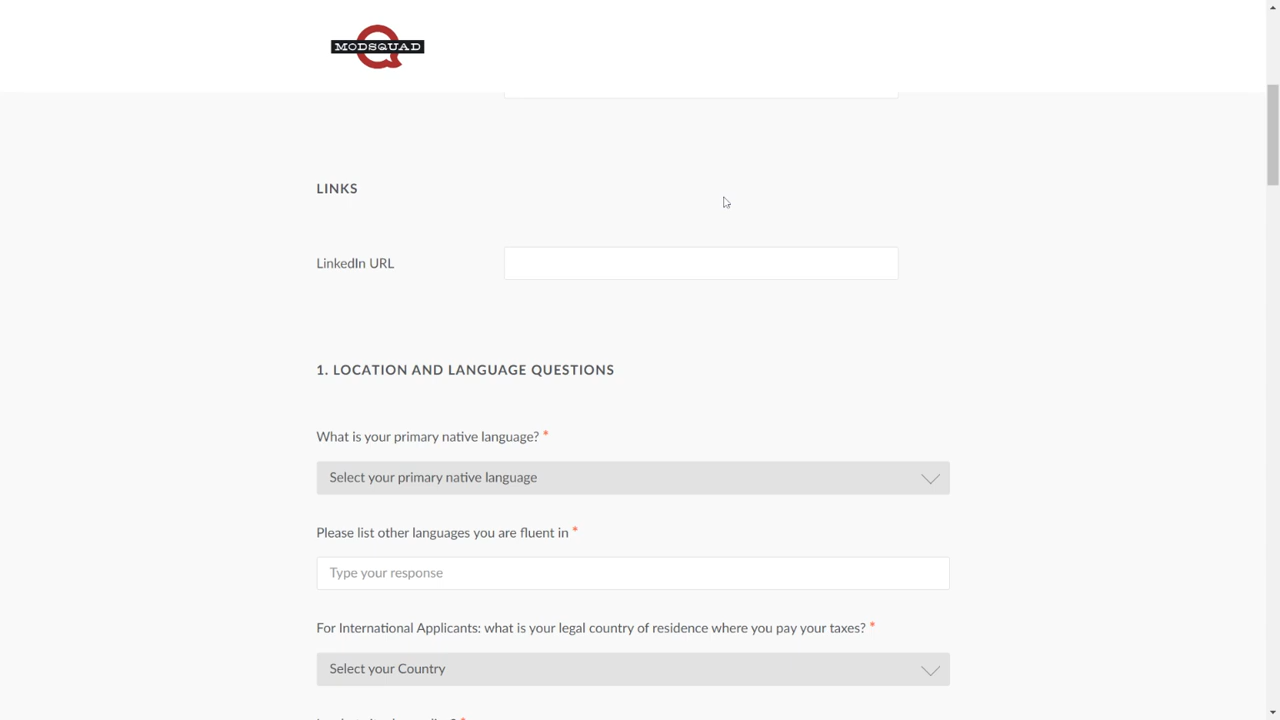 MODSQUAD
LINKS
LinkedIn URL
1. LOCATION AND LANGUAGE QUESTIONS
What is your primary native language? *
Select your primary native language
Please list other languages you are fluent in *
Type your response
For International Applicants: what is your legal country of residence where you pay your taxes? *
Select your Country